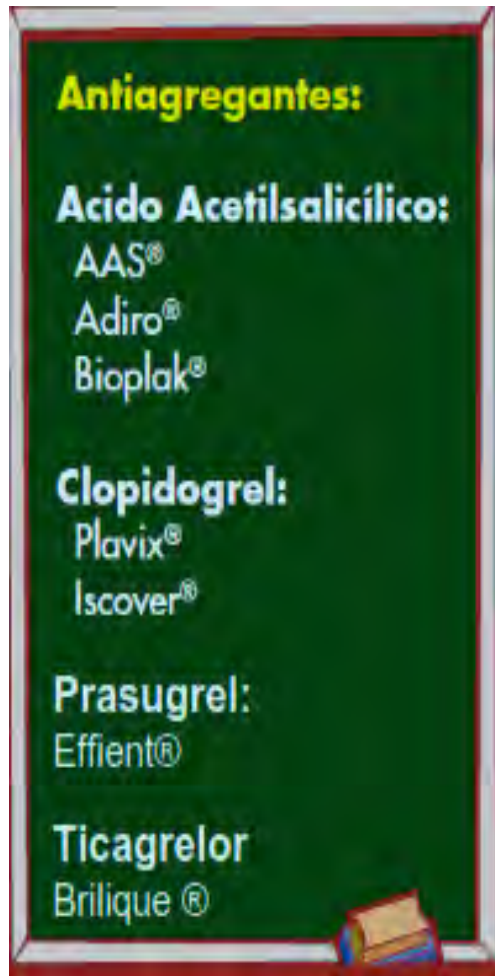 Antiagregantes:
Acido Acetilsalicílico:
AAS®
Adiro®
Bioplak®
Clopidogrel:
Plavix®
Iscover®
Prasugrel:
Effient®
Ticagrelor
Brilique ®